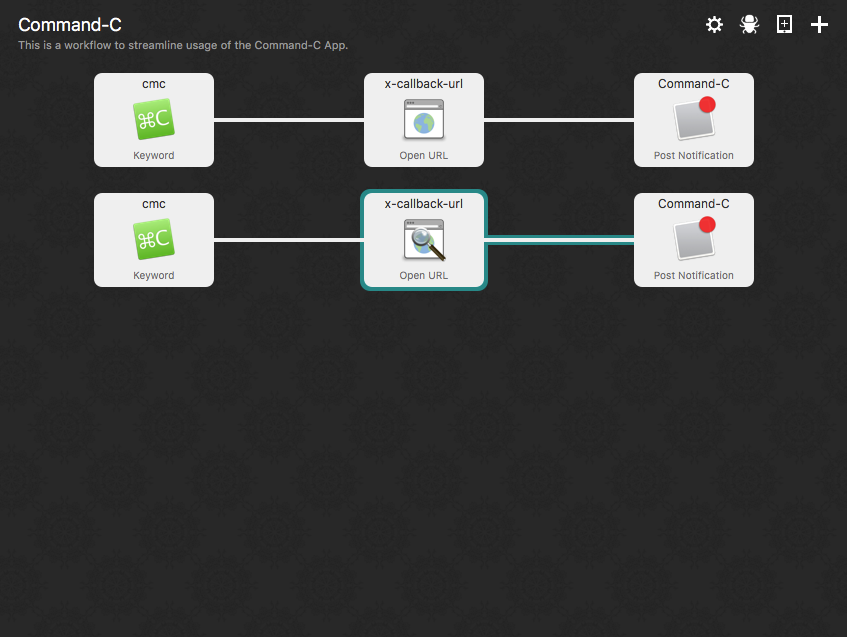 Command-C
This is a workflow to streamline usage of the Command-C App.
cmc
x-callback-url
Command-C
⌘C
Keyword
Open URL
Post Notification
cmc
x-callback-url
Command-C
⌘C
Keyword
Open URL
Post Notification